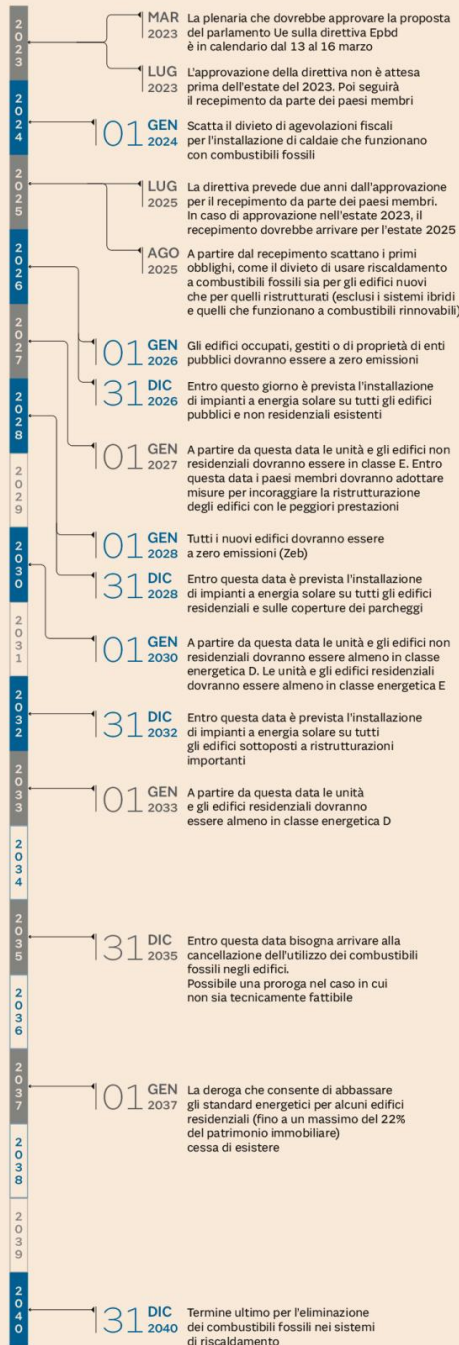 2023
MAR 2023
La plenaria che dovrebbe approvare la proposta
del parlamento Ue sulla direttiva Epbd
è in calendario dal 13 al 16 marzo
LUG 2023
L'approvazione della direttiva non è attesa
prima dell'estate del 2023. Poi seguirà
il recepimento da parte dei paesi membri
2024
01 GEN 2024
Scatta il divieto di agevolazioni fiscali
per l'installazione di caldaie che funzionano
con combustibili fossili
2025
LUG 2025
La direttiva prevede due anni dall'approvazione
per il recepimento da parte dei paesi membri.
In caso di approvazione nell'estate 2023, il
recepimento dovrebbe arrivare per l'estate 2025
AGO 2025
A partire dal recepimento scattano i primi
obblighi, come il divieto di usare riscaldamento
a combustibili fossili sia per gli edifici nuovi
che per quelli ristrutturati (esclusi i sistemi ibridi
e quelli che funzionano a combustibili rinnovabili)
2026
01 GEN 2026
Gli edifici occupati, gestiti o di proprietà di enti
pubblici dovranno essere a zero emissioni
31 DIC 2026
Entro questo giorno è prevista l'installazione
di impianti a energia solare su tutti gli edifici
pubblici e non residenziali esistenti
2027
01 GEN 2027
A partire da questa data le unità e gli edifici non
residenziali dovranno essere in classe E. Entro
questa data i paesi membri dovranno adottare
misure per incoraggiare la ristrutturazione
degli edifici con le peggiori prestazioni
2028
01 GEN 2028
Tutti i nuovi edifici dovranno essere
a zero emissioni (Zeb)
31 DIC 2028
Entro questa data è prevista l'installazione
di impianti a energia solare su tutti gli edifici
residenziali e sulle coperture dei parcheggi
2029
2030
01 GEN 2030
A partire da questa data le unità e gli edifici non
residenziali dovranno essere almeno in classe
energetica D. Le unità e gli edifici residenziali
dovranno essere almeno in classe energetica E
2031
2032
31 DIC 2032
Entro questa data è prevista l'installazione
di impianti a energia solare su tutti
gli edifici sottoposti a ristrutturazioni
importanti
2033
01 GEN 2033
A partire da questa data le unità
e gli edifici residenziali dovranno
essere almeno in classe energetica D
2034
2035
31 DIC 2035
Entro questa data bisogna arrivare alla
cancellazione dell'utilizzo dei combustibili
fossili negli edifici.
Possibile una proroga nel caso in cui
non sia tecnicamente fattibile
2036
2037
01 GEN 2037
La deroga che consente di abbassare
gli standard energetici per alcuni edifici
residenziali (fino a un massimo del 22%
del patrimonio immobiliare)
cessa di esistere
2038
2039
2040
31 DIC 2040
Termine ultimo per l'eliminazione
dei combustibili fossili nei sistemi
di riscaldamento